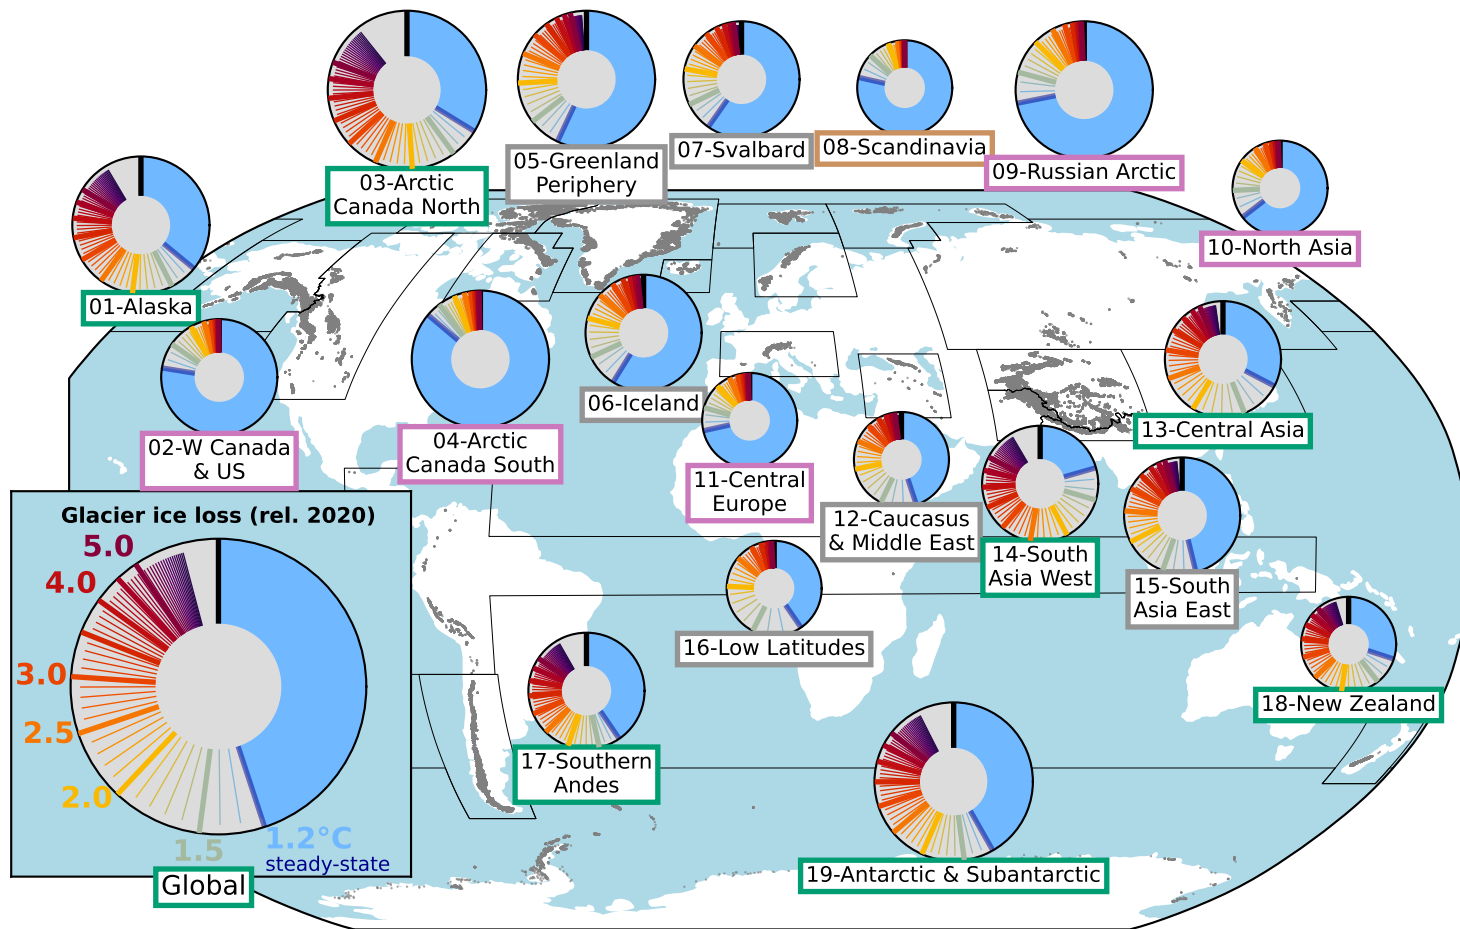 03-Arctic
Canada North
05-Greenland
Periphery
07-Svalbard
08-Scandinavia
09-Russian Arctic
10-North Asia
01-Alaska
02-W Canada
& US
04-Arctic
Canada South
06-Iceland
11-Central
Europe
12-Caucasus
& Middle East
13-Central Asia
14-South
Asia West
15-South
Asia East
16-Low Latitudes
17-Southern
Andes
18-New Zealand
19-Antarctic & Subantarctic
Glacier ice loss (rel. 2020)
5.0
4.0
3.0
2.5
2.0
1.5
1.2°C
steady-state
Global